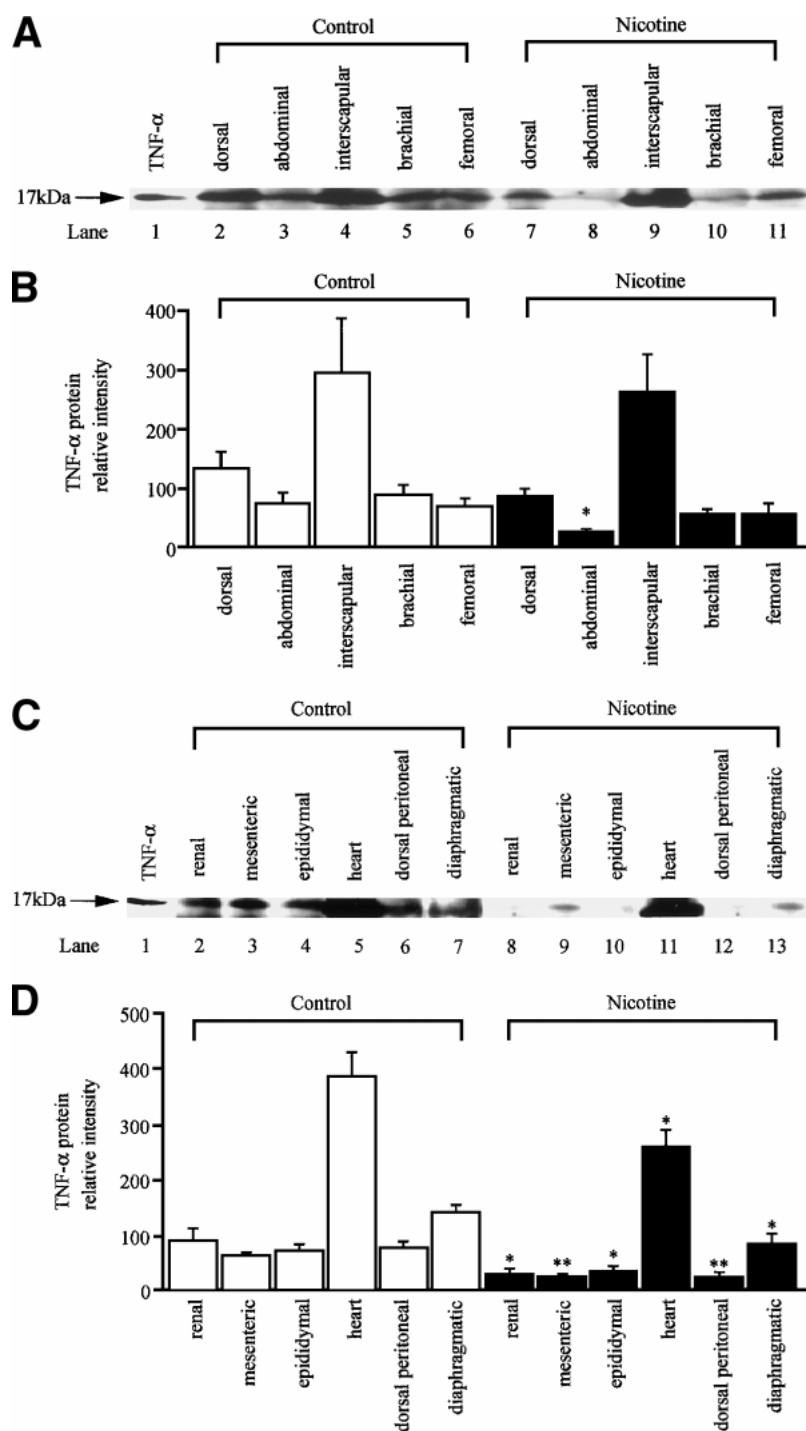 A
Control Nicotine
TNF-α dorsal abdominal interscapular brachial femoral dorsal abdominal interscapular brachial femoral
17kDa
Lane 1 2 3 4 5 6 7 8 9 10 11
B
Control Nicotine
TNF-α protein
relative intensity
400
300
200
100
0
*
dorsal abdominal interscapular brachial femoral dorsal abdominal interscapular brachial femoral
C
Control Nicotine
TNF-α renal mesenteric epididymal heart dorsal peritoneal diaphragmatic renal mesenteric epididymal heart dorsal peritoneal diaphragmatic
17kDa
Lane 1 2 3 4 5 6 7 8 9 10 11 12 13
D
Control Nicotine
TNF-α protein
relative intensity
500
400
300
200
100
0
* ** * * ** *
renal mesenteric epididymal heart dorsal peritoneal diaphragmatic renal mesenteric epididymal heart dorsal peritoneal diaphragmatic